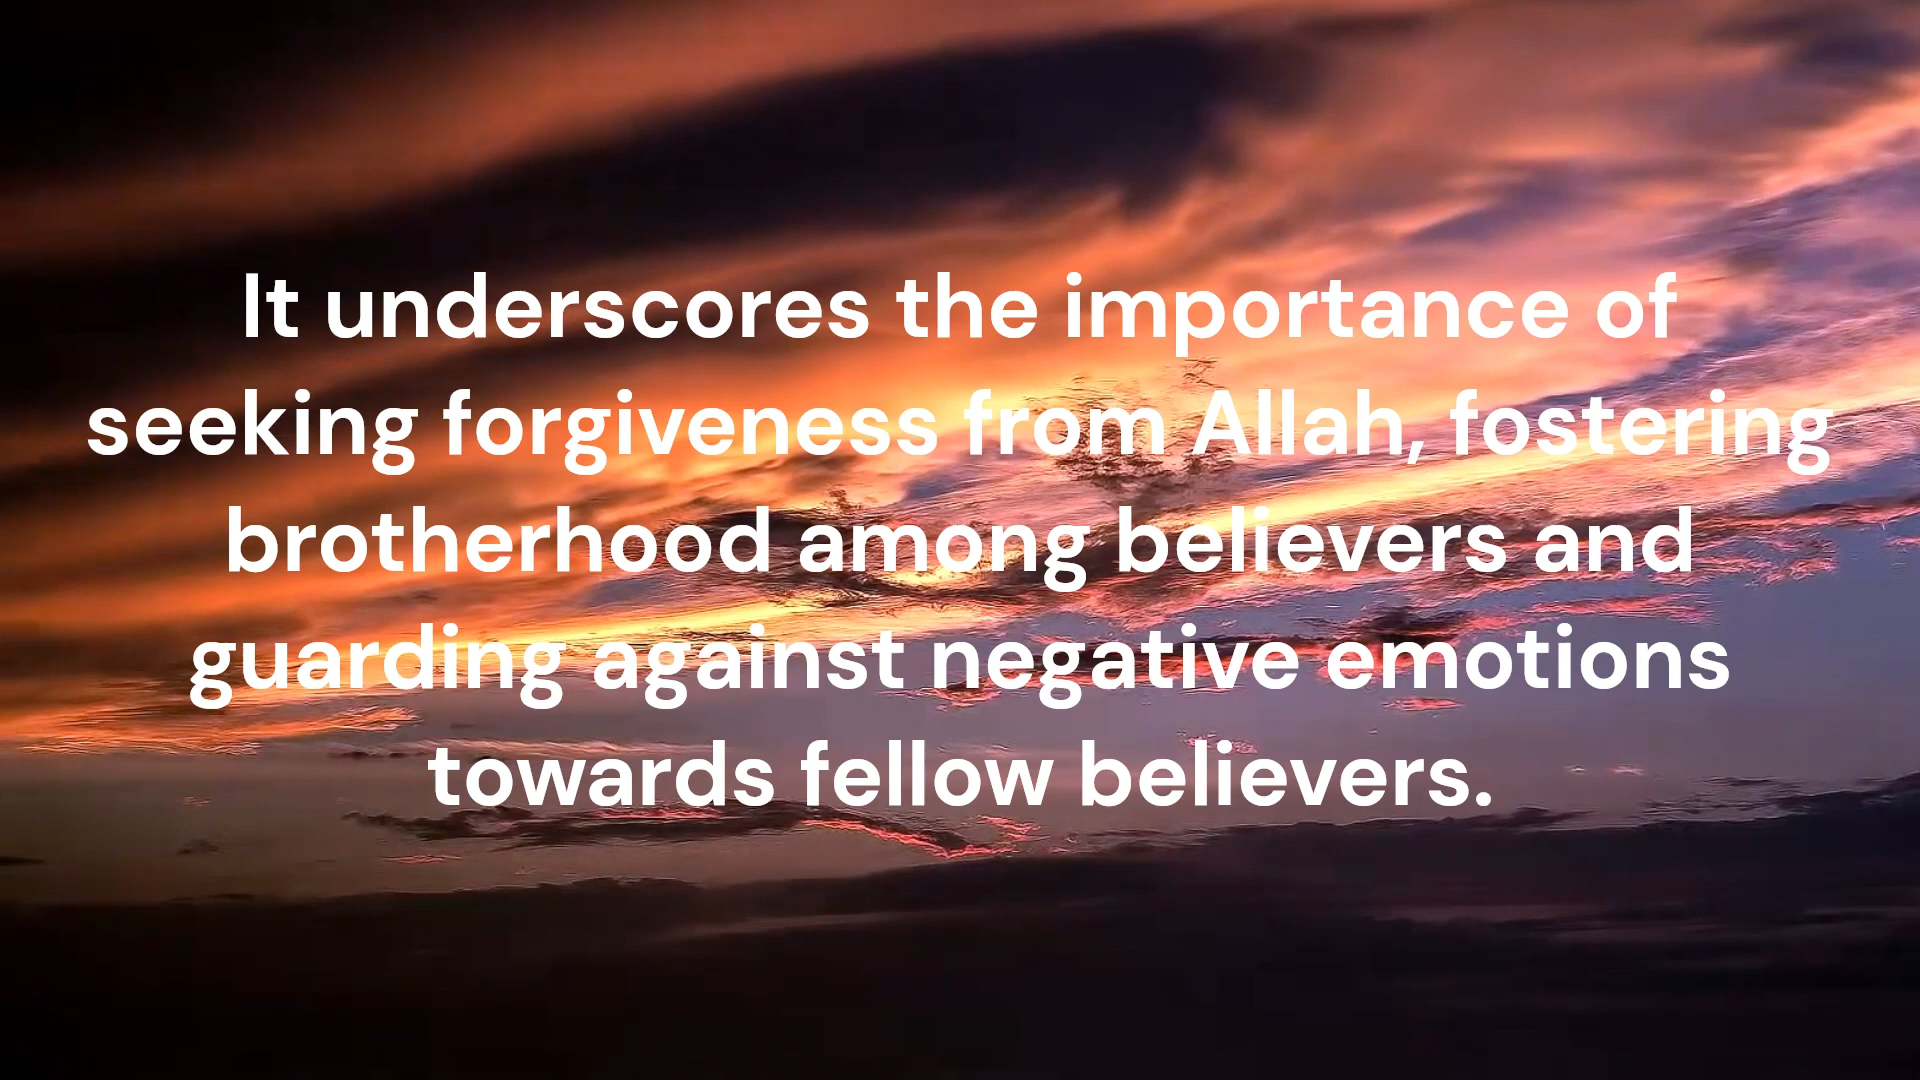 It underscores the importance of
seeking forgiveness from Allah, fostering
brotherhood among believers and
guarding against negative emotions
towards fellow believers.